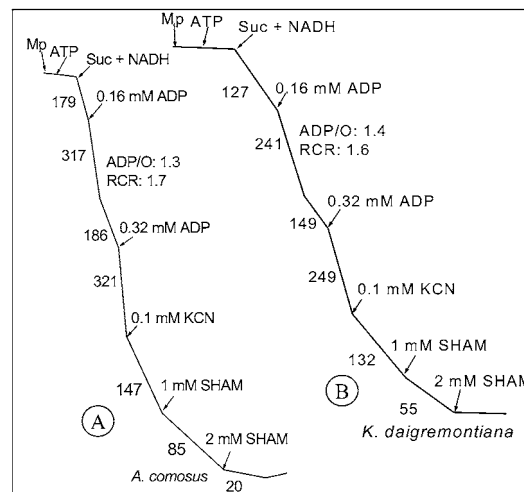 Mp
ATP
Suc + NADH
179
0.16 mM ADP
317
ADP/O: 1.3
RCR: 1.7
186
0.32 mM ADP
321
0.1 mM KCN
147
1 mM SHAM
A
85
2 mM SHAM
A. comosus
20
Mp
ATP
Suc + NADH
127
0.16 mM ADP
241
ADP/O: 1.4
RCR: 1.6
149
0.32 mM ADP
249
0.1 mM KCN
132
1 mM SHAM
B
55
2 mM SHAM
K. daigremontiana